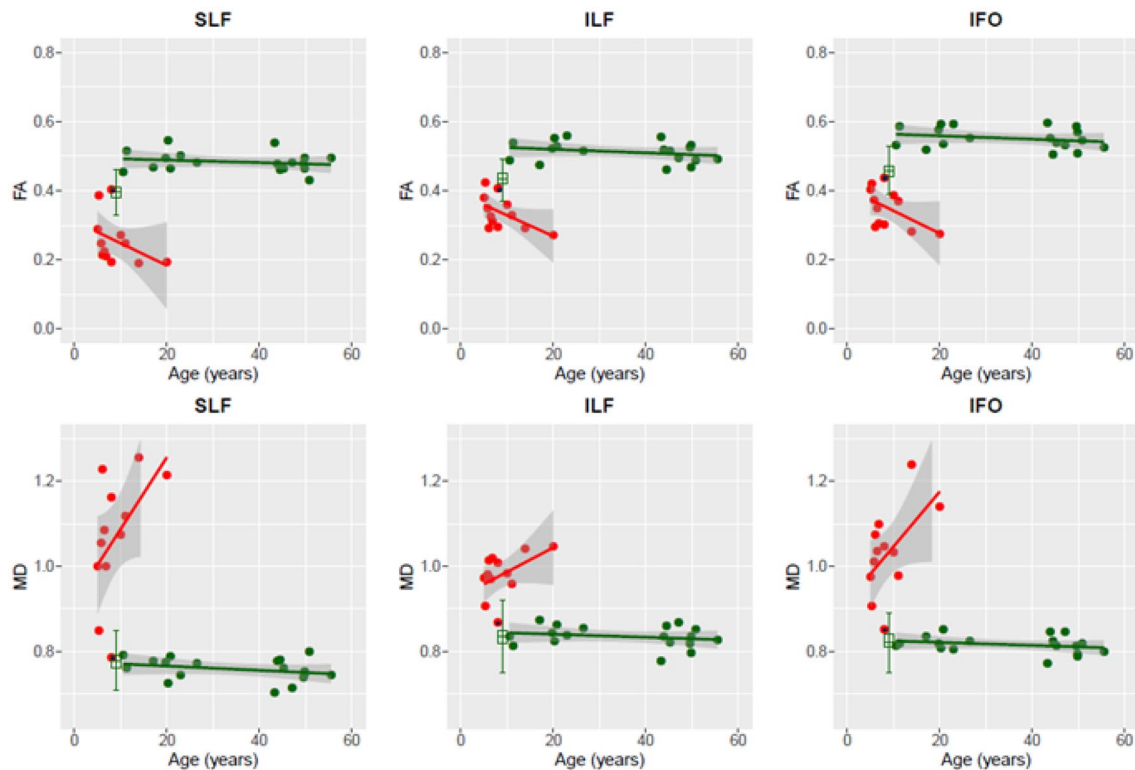 SLF ILF IFO
0.8 0.8 0.8
0.6 0.6 0.6
FA FA FA
0.4 0.4 0.4
0.2 0.2 0.2
0.0 0.0 0.0
0 20 40 60 0 20 40 60 0 20 40 60
Age (years) Age (years) Age (years)
SLF ILF IFO
1.2 1.2 1.2
MD MD MD
1.0 1.0 1.0
0.8 0.8 0.8
0 20 40 60 0 20 40 60 0 20 40 60
Age (years) Age (years) Age (years)